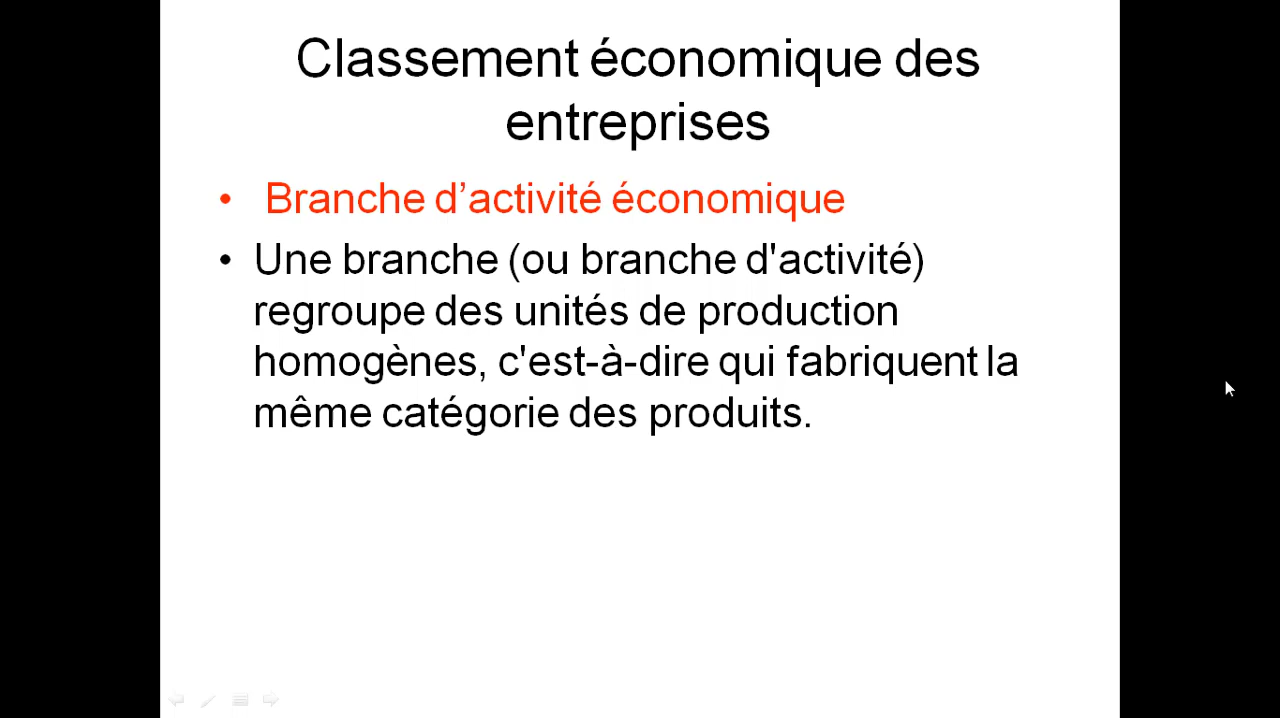 Classement économique des
entreprises
• Branche d’activité économique
• Une branche (ou branche d'activité)
regroupe des unités de production
homogènes, c'est-à-dire qui fabriquent la
même catégorie des produits.